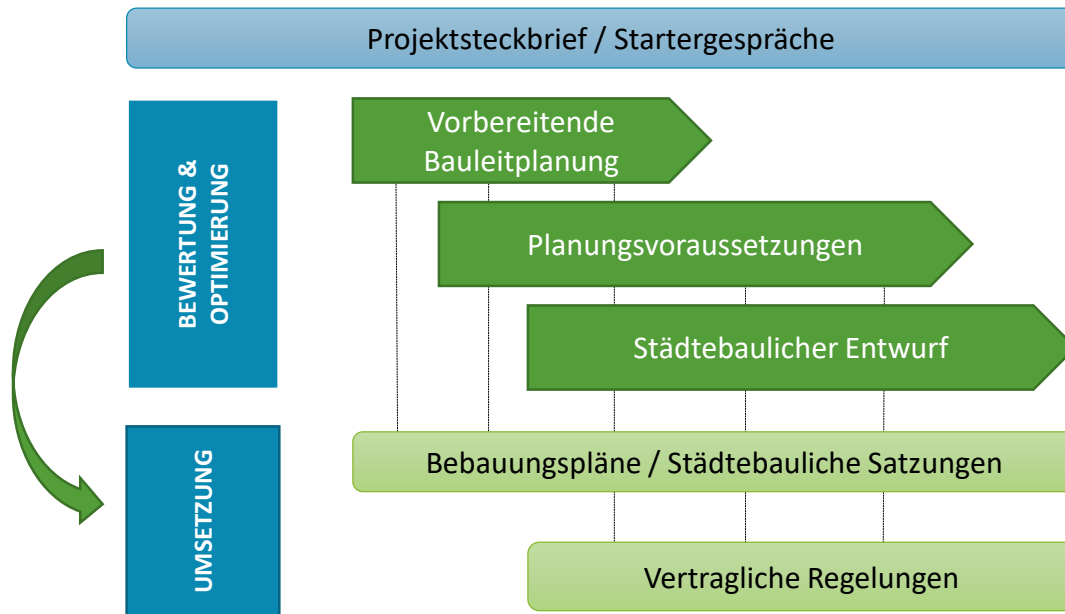 Projektsteckbrief / Startergespräche
BEWERTUNG &
OPTIMIERUNG
Vorbereitende
Bauleitplanung
Planungsvoraussetzungen
Städtebaulicher Entwurf
UMSETZUNG
Bebauungspläne / Städtebauliche Satzungen
Vertragliche Regelungen